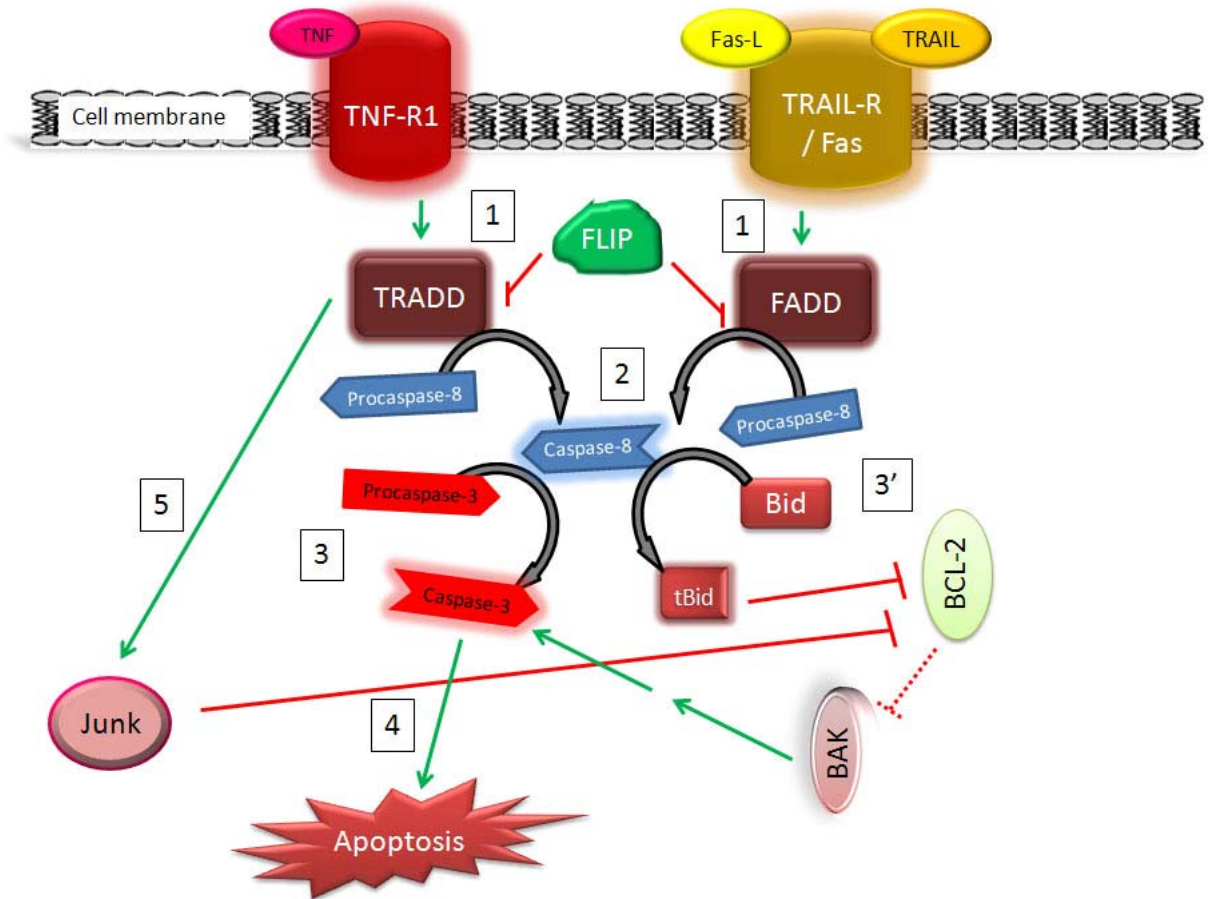 TNF
Fas-L
TRAIL
Cell membrane
TNF-R1
TRAIL-R
/ Fas
1
FLIP
1
TRADD
FADD
2
Procaspase-8
Procaspase-8
Caspase-8
Procaspase-3
Bid
3’
5
3
Caspase-3
tBid
BCL-2
Junk
4
BAK
Apoptosis